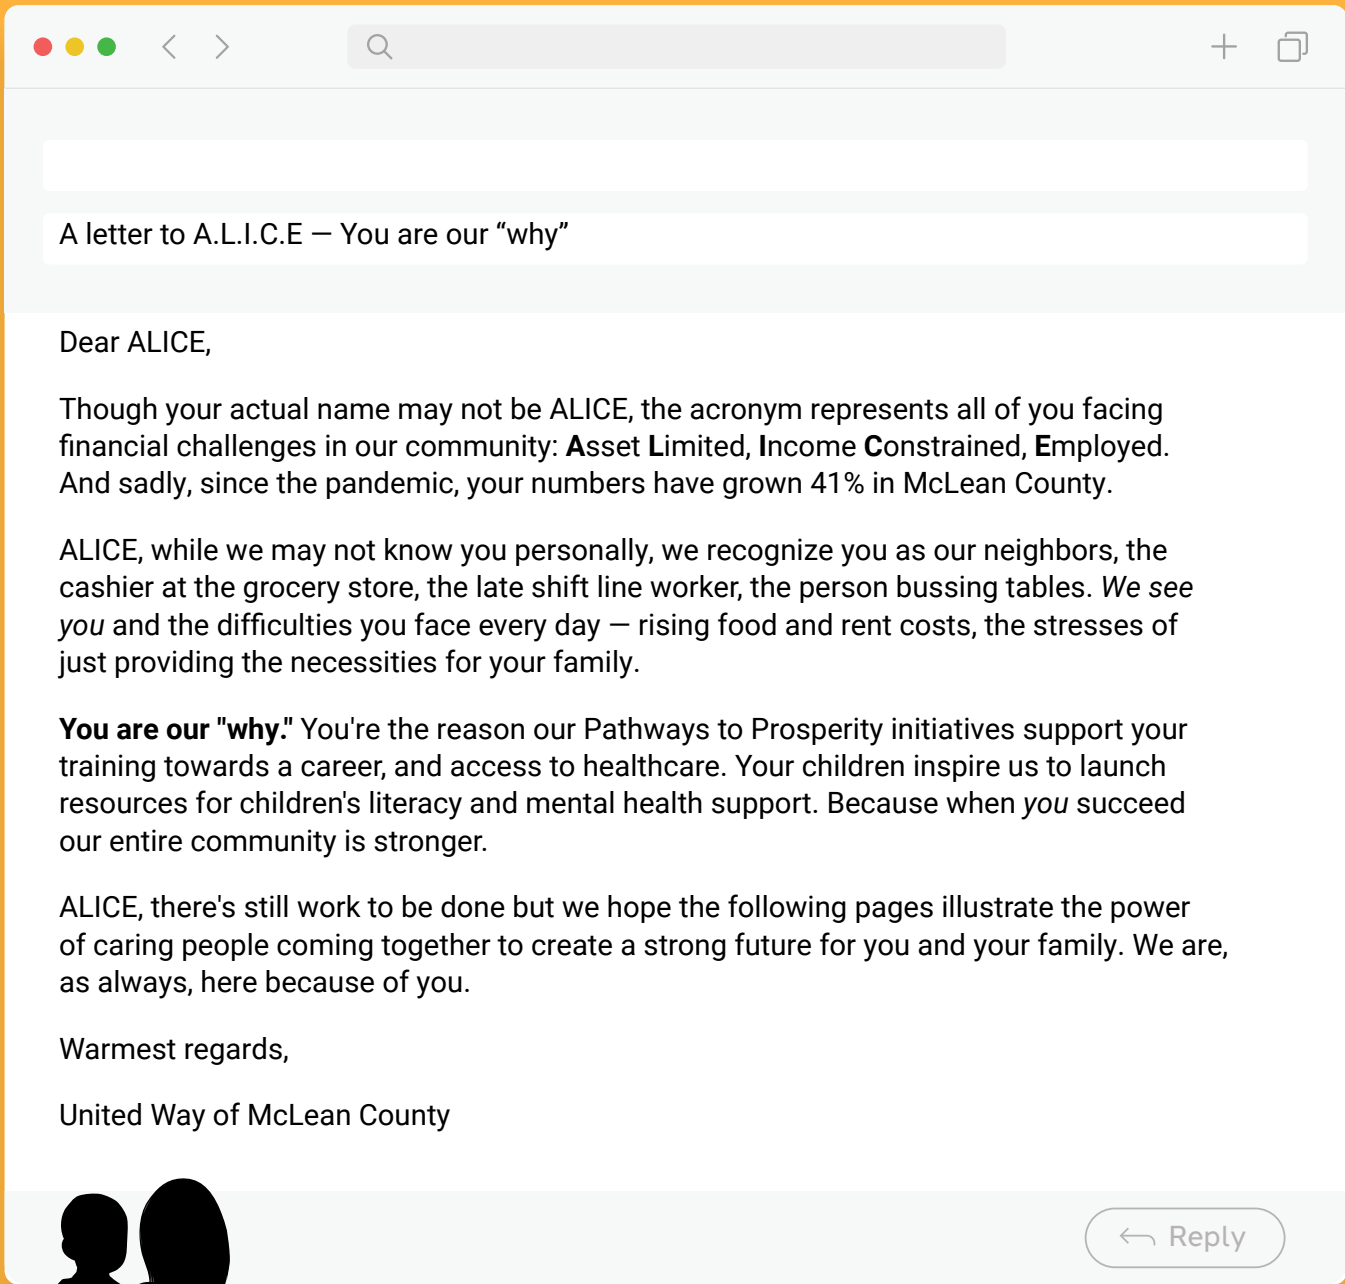 A letter to A.L.I.C.E — You are our “why”
Dear ALICE,
Though your actual name may not be ALICE, the acronym represents all of you facing
financial challenges in our community: Asset Limited, Income Constrained, Employed.
And sadly, since the pandemic, your numbers have grown 41% in McLean County.
ALICE, while we may not know you personally, we recognize you as our neighbors, the
cashier at the grocery store, the late shift line worker, the person bussing tables. We see
you and the difficulties you face every day — rising food and rent costs, the stresses of
just providing the necessities for your family.
You are our "why." You're the reason our Pathways to Prosperity initiatives support your
training towards a career, and access to healthcare. Your children inspire us to launch
resources for children's literacy and mental health support. Because when you succeed
our entire community is stronger.
ALICE, there's still work to be done but we hope the following pages illustrate the power
of caring people coming together to create a strong future for you and your family. We are,
as always, here because of you.
Warmest regards,
United Way of McLean County
Reply